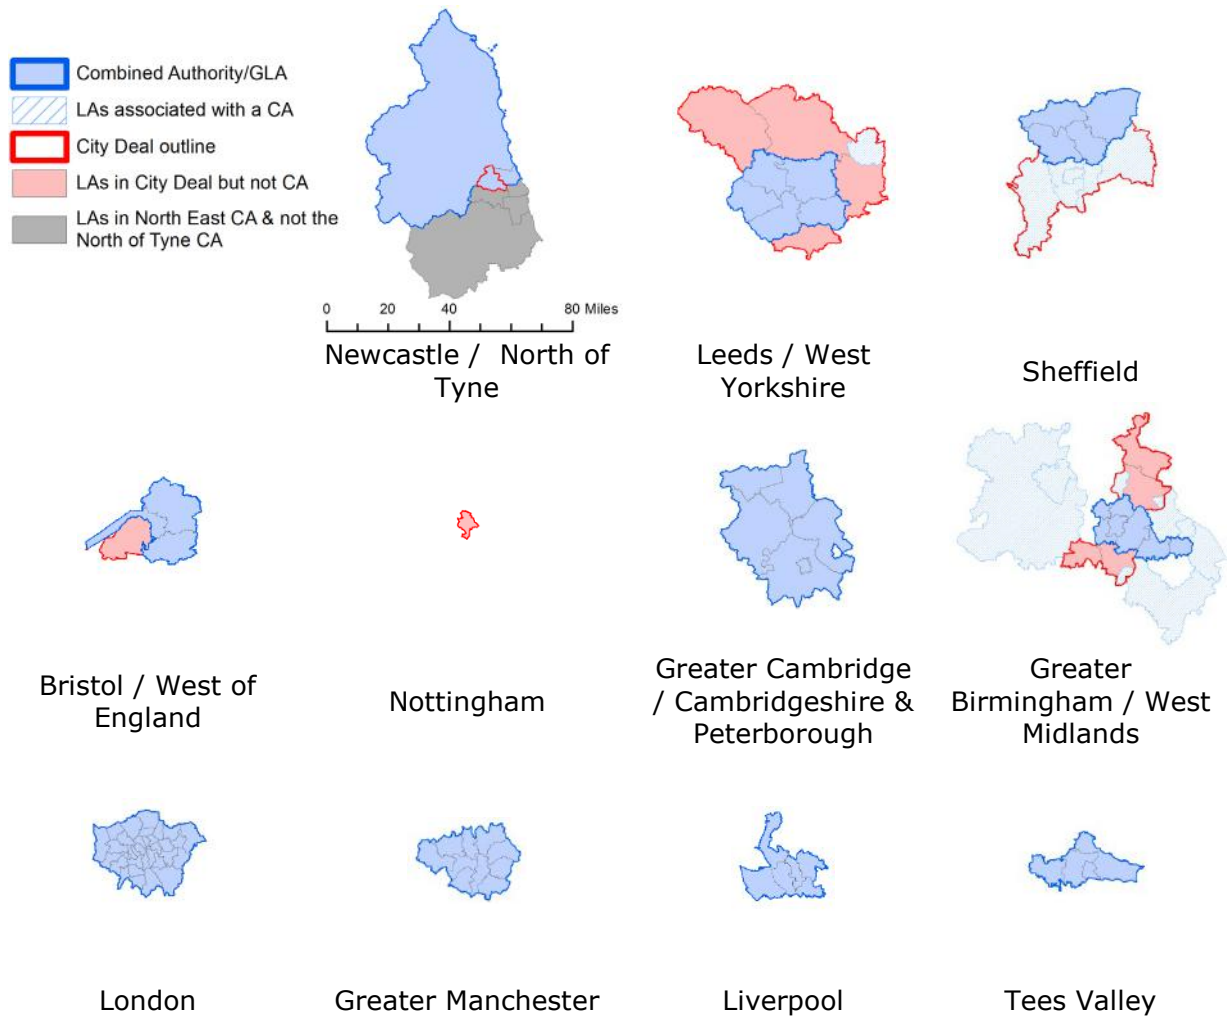 Combined Authority/GLA
LAs associated with a CA
City Deal outline
LAs in City Deal but not CA
LAs in North East CA & not the
North of Tyne CA
0 20 40 80 Miles
Newcastle / North of
Tyne
Leeds / West
Yorkshire
Sheffield
Bristol / West of
England
Nottingham
Greater Cambridge
/ Cambridgeshire &
Peterborough
Greater
Birmingham / West
Midlands
London
Greater Manchester
Liverpool
Tees Valley